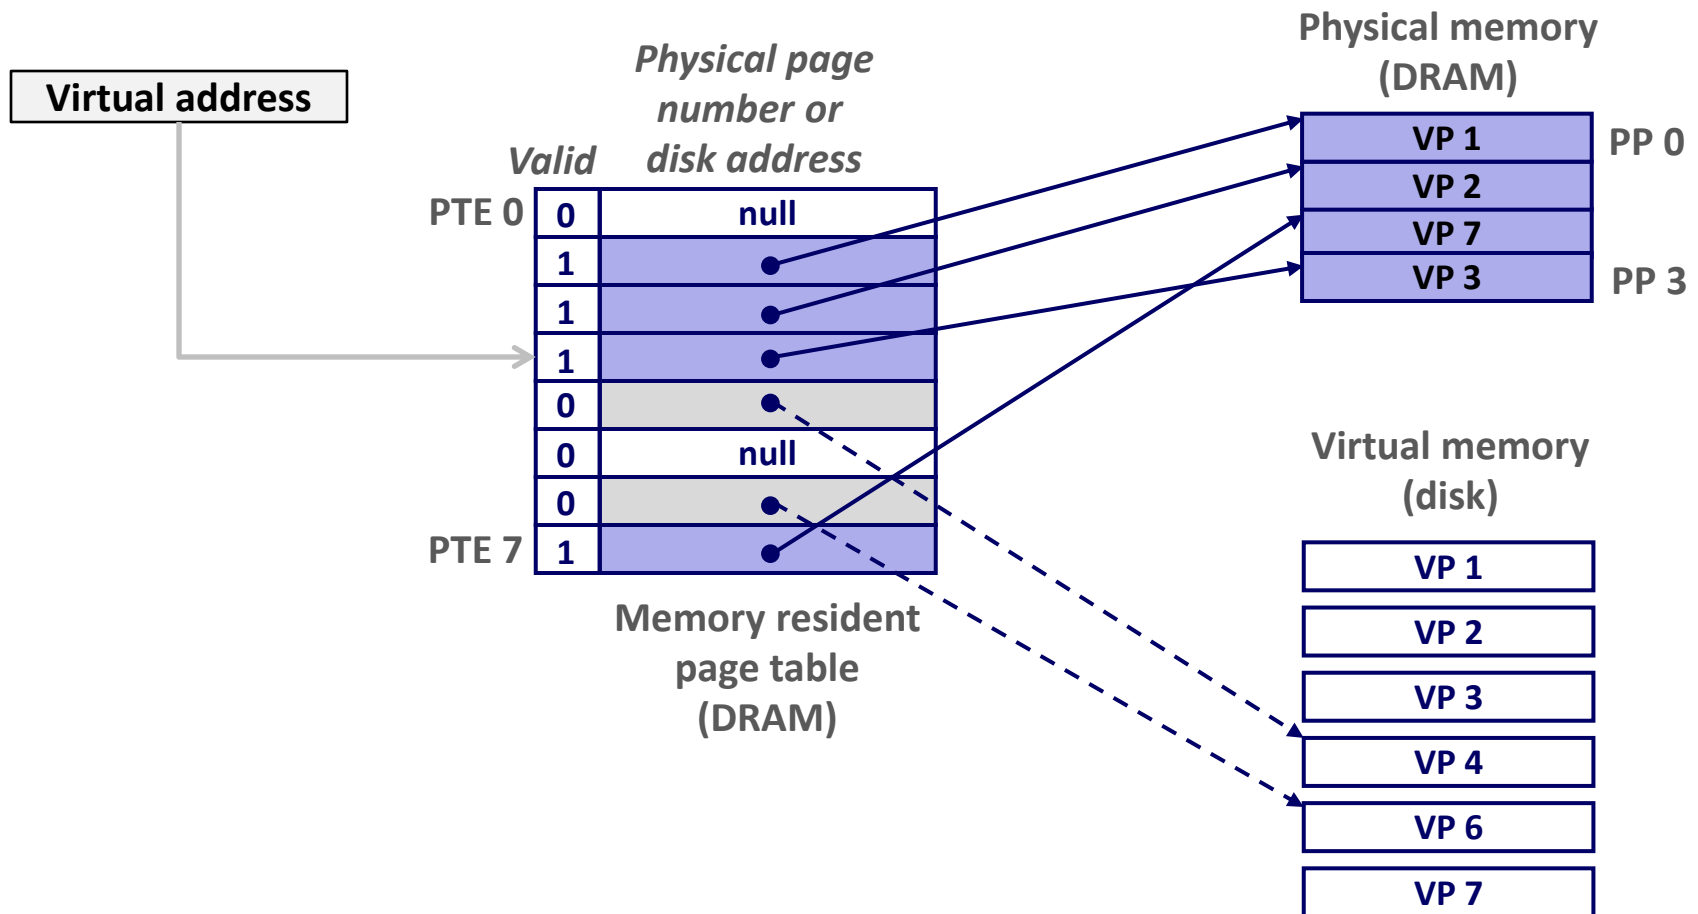 Virtual address
Physical page
number or
disk address
Valid
PTE 0
0
null
1
1
1
0
0
null
0
PTE 7
1
Memory resident
page table
(DRAM)
Physical memory
(DRAM)
VP 1
PP 0
VP 2
VP 7
VP 3
PP 3
Virtual memory
(disk)
VP 1
VP 2
VP 3
VP 4
VP 6
VP 7